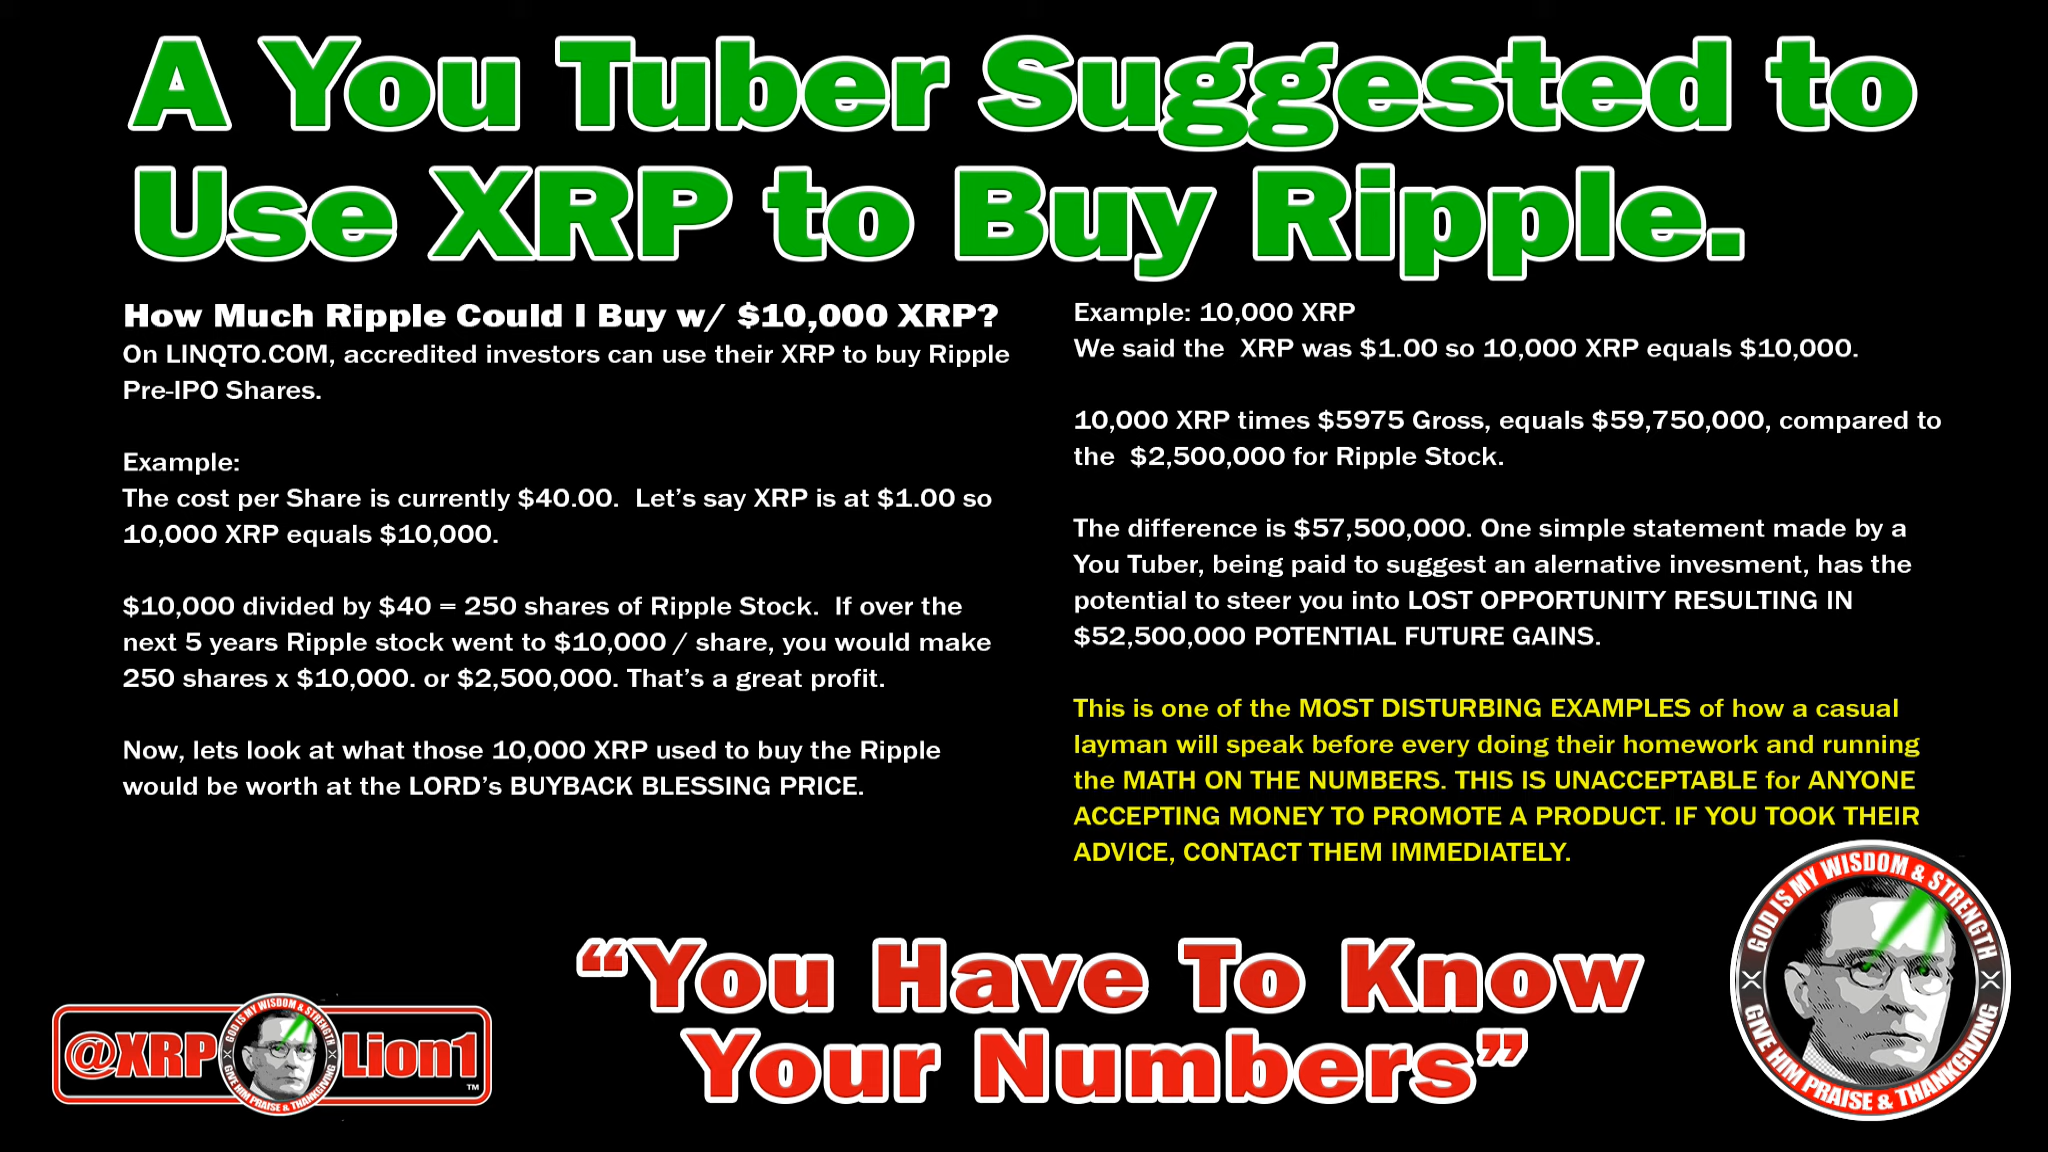 A You Tuber Suggested to
Use XRP to Buy Ripple.
How Much Ripple Could I Buy w/ $10,000 XRP?
On LINQTO.COM, accredited investors can use their XRP to buy Ripple
Pre-IPO Shares.
Example:
The cost per Share is currently $40.00.  Let's say XRP is at $1.00 so
10,000 XRP equals $10,000.
$10,000 divided by $40 = 250 shares of Ripple Stock.  If over the
next 5 years Ripple stock went to $10,000 / share, you would make
250 shares x $10,000. or $2,500,000. That's a great profit.
Now, lets look at what those 10,000 XRP used to buy the Ripple
would be worth at the LORD's BUYBACK BLESSING PRICE.
Example: 10,000 XRP
We said the  XRP was $1.00 so 10,000 XRP equals $10,000.
10,000 XRP times $5975 Gross, equals $59,750,000, compared to
the  $2,500,000 for Ripple Stock.
The difference is $57,500,000. One simple statement made by a
You Tuber, being paid to suggest an alernative invesment, has the
potential to steer you into LOST OPPORTUNITY RESULTING IN
$52,500,000 POTENTIAL FUTURE GAINS.
This is one of the MOST DISTURBING EXAMPLES of how a casual
layman will speak before every doing their homework and running
the MATH ON THE NUMBERS. THIS IS UNACCEPTABLE for ANYONE
ACCEPTING MONEY TO PROMOTE A PRODUCT. IF YOU TOOK THEIR
ADVICE, CONTACT THEM IMMEDIATELY.
"You Have To Know
Your Numbers"
@XRP Lion1 ™
GOD IS MY WISDOM & STRENGTH
GIVE HIM PRAISE & THANKGIVING
GOD IS MY WISDOM & STRENGTH
GIVE HIM PRAISE & THANKGIVING